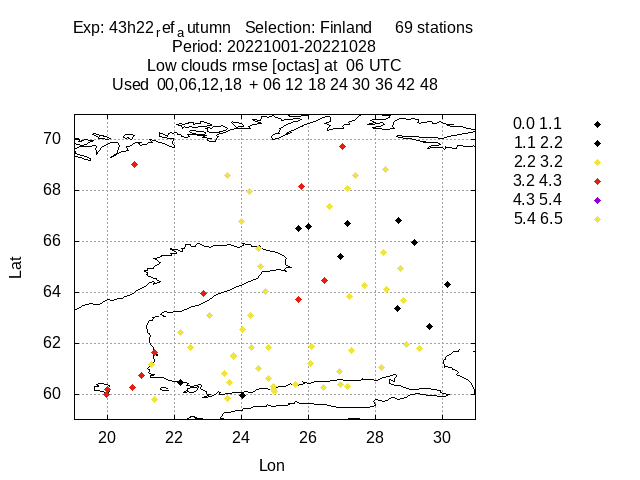 Exp: 43h22ref autumn Selection: Finland 69 stations
Period: 20221001-20221028
Low clouds rmse [octas] at 06 UTC
Used 00,06,12,18 + 06 12 18 24 30 36 42 48
0.0 1.1
1.1 2.2
2.2 3.2
3.2 4.3
4.3 5.4
5.4 6.5
70
68
66
64
62
60
Lat
20 22 24 26 28 30
Lon